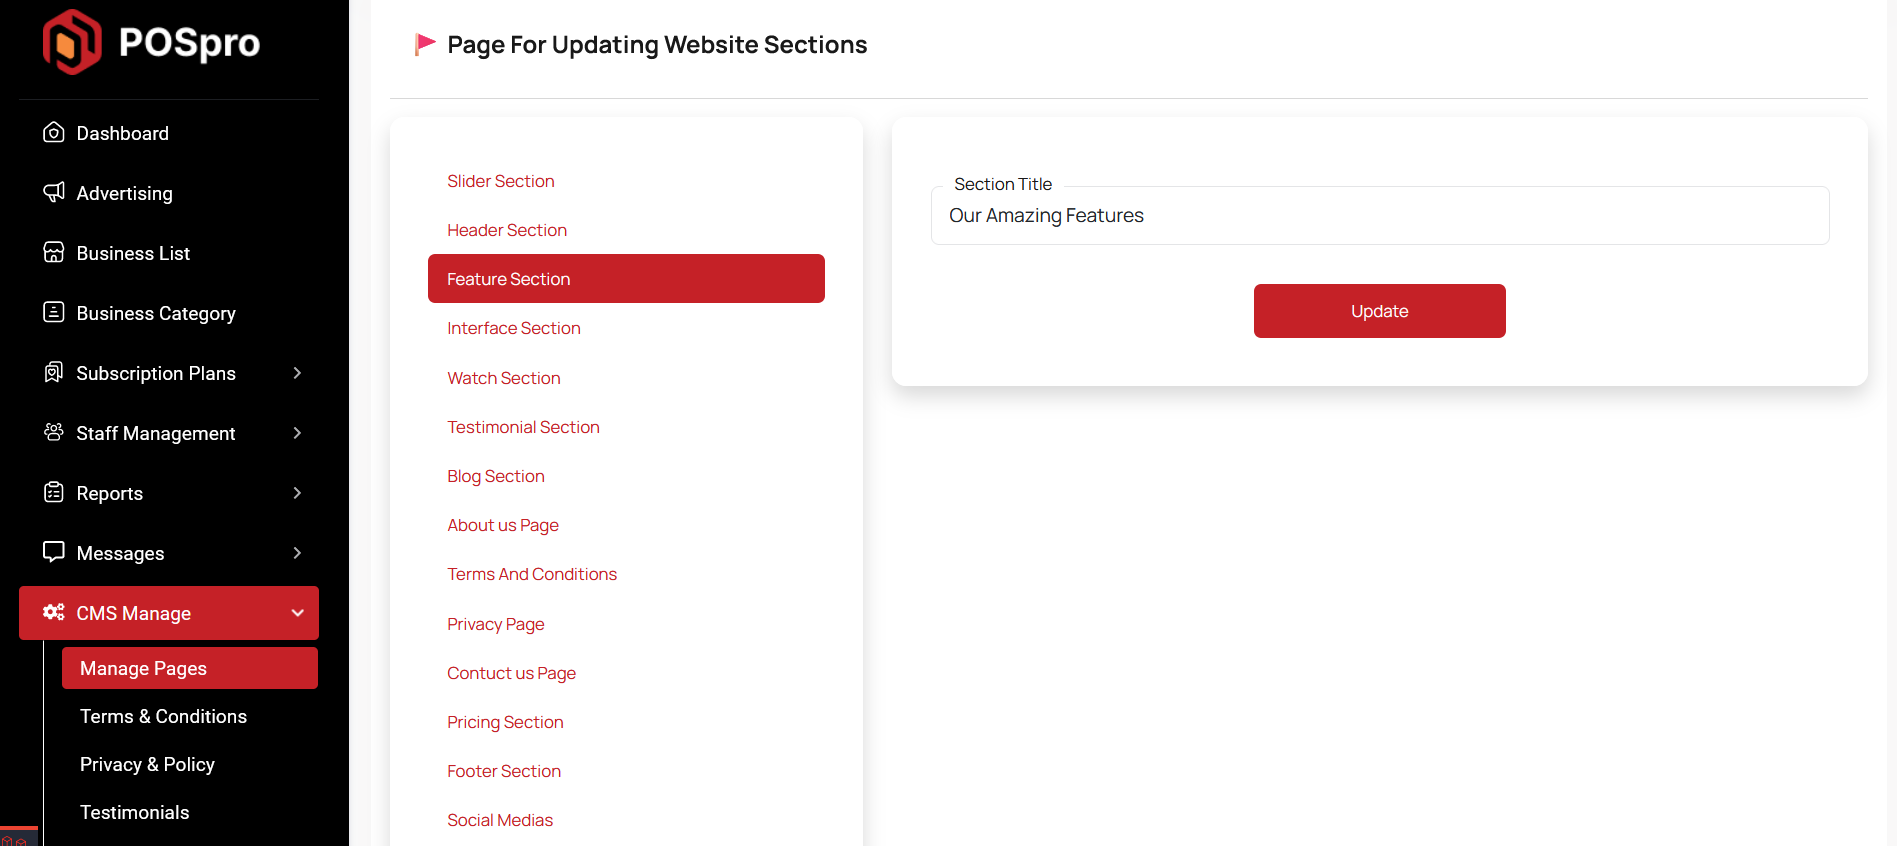 POSpro
Dashboard
Advertising
Business List
Business Category
Subscription Plans
Staff Management
Reports
Messages
CMS Manage
Manage Pages
Terms & Conditions
Privacy & Policy
Testimonials
Page For Updating Website Sections
Slider Section
Header Section
Feature Section
Interface Section
Watch Section
Testimonial Section
Blog Section
About us Page
Terms And Conditions
Privacy Page
Contuct us Page
Pricing Section
Footer Section
Social Medias
Section Title
Our Amazing Features
Update